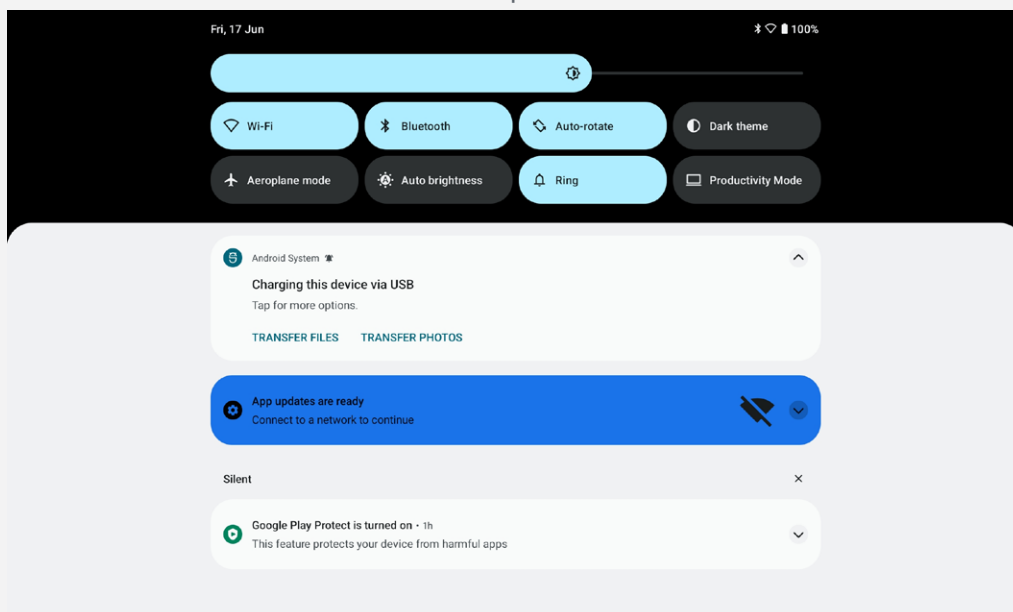 Fri, 17 Jun 100%
Wi-Fi Bluetooth Auto-rotate Dark theme
Aeroplane mode Auto brightness Ring Productivity Mode
Android System
Charging this device via USB
Tap for more options.
TRANSFER FILES TRANSFER PHOTOS
App updates are ready
Connect to a network to continue
Silent
Google Play Protect is turned on • 1h
This feature protects your device from harmful apps